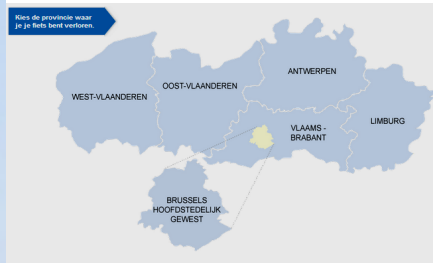 Kies de provincie waar
je je fiets bent verloren.
ANTWERPEN
OOST-VLAANDEREN
WEST-VLAANDEREN
LIMBURG
VLAAMS -
BRABANT
BRUSSELS
HOOFDSTEDELIJK
GEWEST